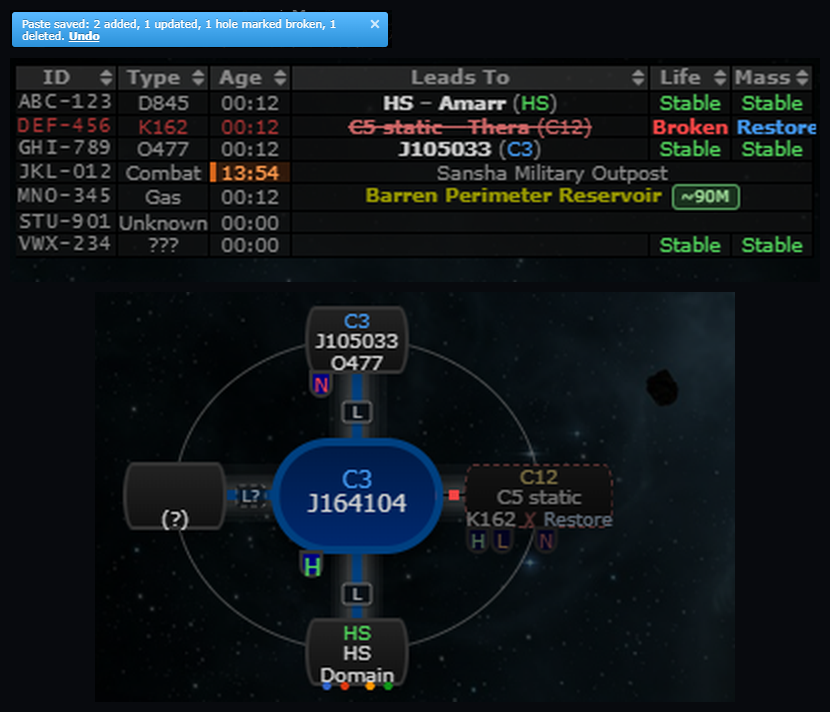 Paste saved: 2 added, 1 updated, 1 hole marked broken, 1
deleted. Undo
ID Type Age Leads To Life Mass
ABC-123 D845 00:12 HS - Amarr (HS) Stable Stable
DEF-456 K162 00:12 C5 static - Thera (C12) Broken Restore
GHI-789 O477 00:12 J105033 (C3) Stable Stable
JKL-012 Combat 13:54 Sansha Military Outpost
MNO-345 Gas 00:12 Barren Perimeter Reservoir ~90M
STU-901 Unknown 00:00
VWX-234 ??? 00:00 Stable Stable
C3
J105033
O477
N
L
(?)
L?
C3
J164104
C12
C5 static
K162 X Restore
H L N
H
L
HS
HS
Domain